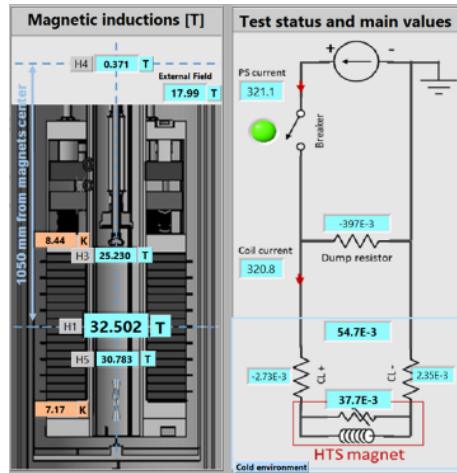 Magnetic inductions [T]
H4 0.371 T
External Field
17.99 T
1050 mm from magnets center
8.44 K
H3 25.230 T
H1 32.502 T
H5 30.783 T
7.17 K
Test status and main values
+ -
PS current
321.1
Breaker
-397E-3
Dump resistor
Coil current
320.8
54.7E-3
CL+
CL-
-2.73E-3
2.35E-3
37.7E-3
HTS magnet
Cold environment